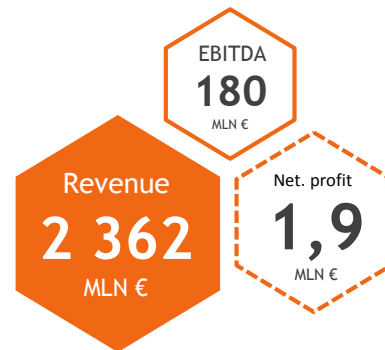 EBITDA
180
MLN €
Revenue
2 362
MLN €
Net. profit
1,9
MLN €